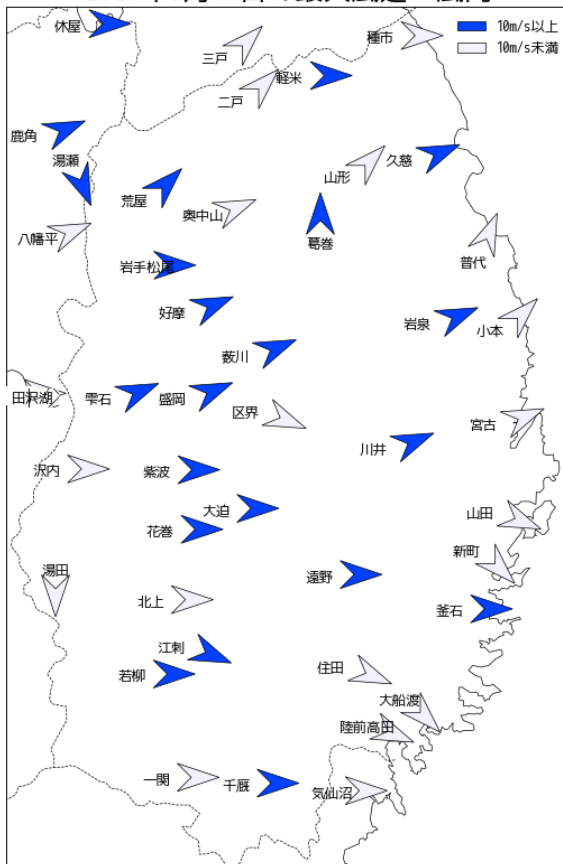 10m/s以上
10m/s未満
休屋
三戸
種市
二戸
軽米
鹿角
湯瀬
荒屋
奥中山
山形
久慈
八幡平
葛巻
普代
岩手松尾
好摩
岩泉
小本
薮川
田沢湖
雫石
盛岡
区界
宮古
川井
沢内
紫波
大迫
花巻
山田
新町
湯田
北上
遠野
釜石
江刺
若柳
住田
大船渡
陸前高田
一関
千厩
気仙沼